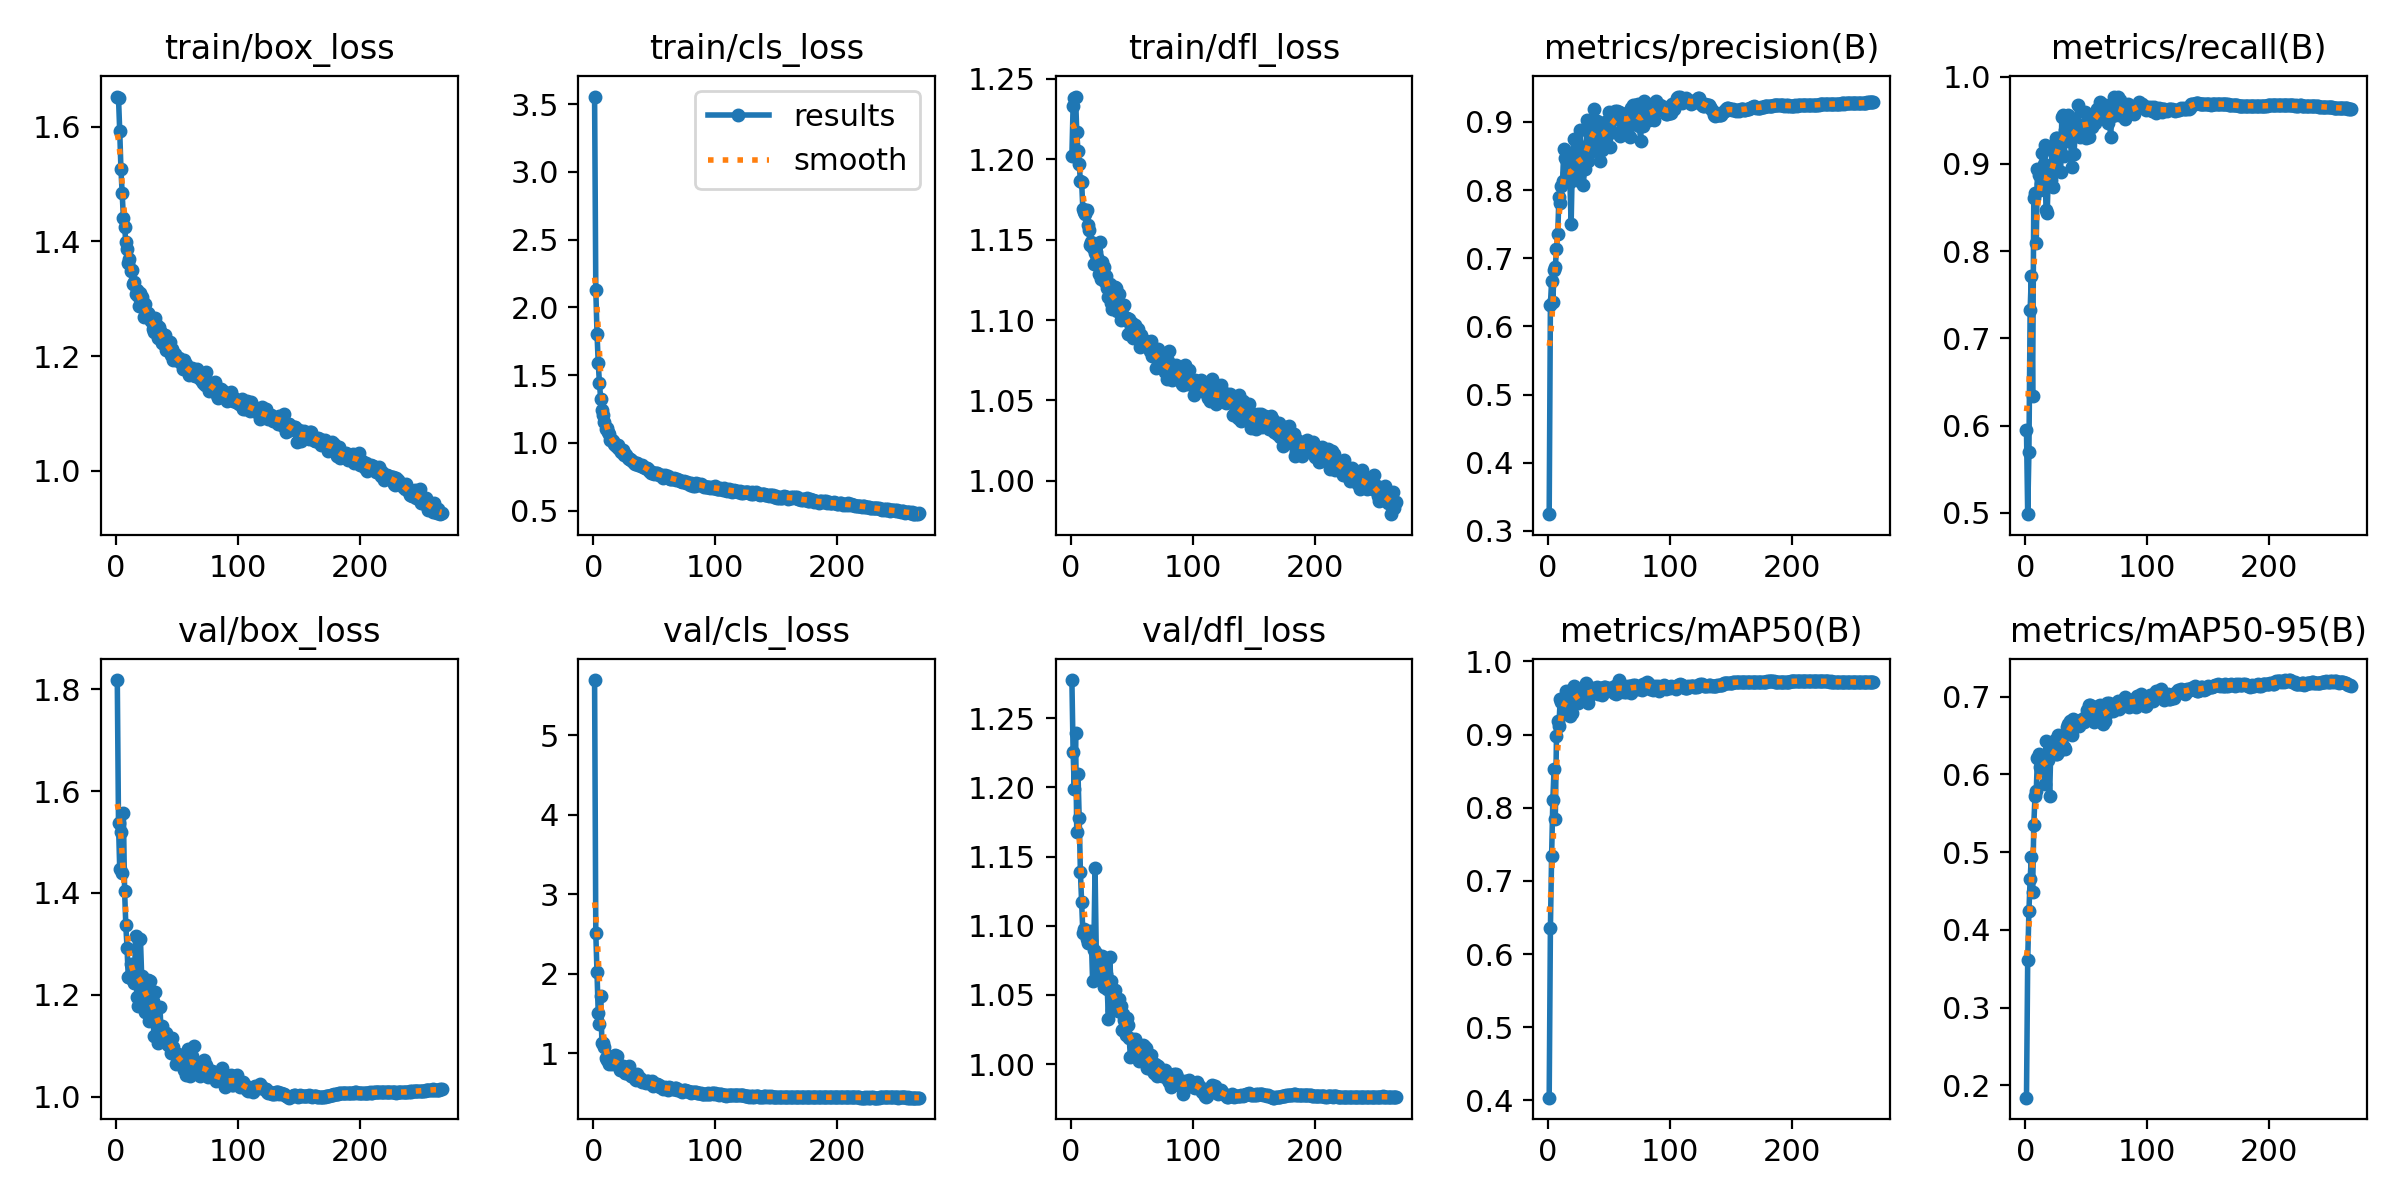 train/box_loss
1.6
1.4
1.2
1.0
0 100 200
train/cls_loss
results
smooth
3.5
3.0
2.5
2.0
1.5
1.0
0.5
0 100 200
train/dfl_loss
1.25
1.20
1.15
1.10
1.05
1.00
0 100 200
metrics/precision(B)
0.9
0.8
0.7
0.6
0.5
0.4
0.3
0 100 200
metrics/recall(B)
1.0
0.9
0.8
0.7
0.6
0.5
0 100 200
val/box_loss
1.8
1.6
1.4
1.2
1.0
0 100 200
val/cls_loss
5
4
3
2
1
0 100 200
val/dfl_loss
1.25
1.20
1.15
1.10
1.05
1.00
0 100 200
metrics/mAP50(B)
1.0
0.9
0.8
0.7
0.6
0.5
0.4
0 100 200
metrics/mAP50-95(B)
0.7
0.6
0.5
0.4
0.3
0.2
0 100 200